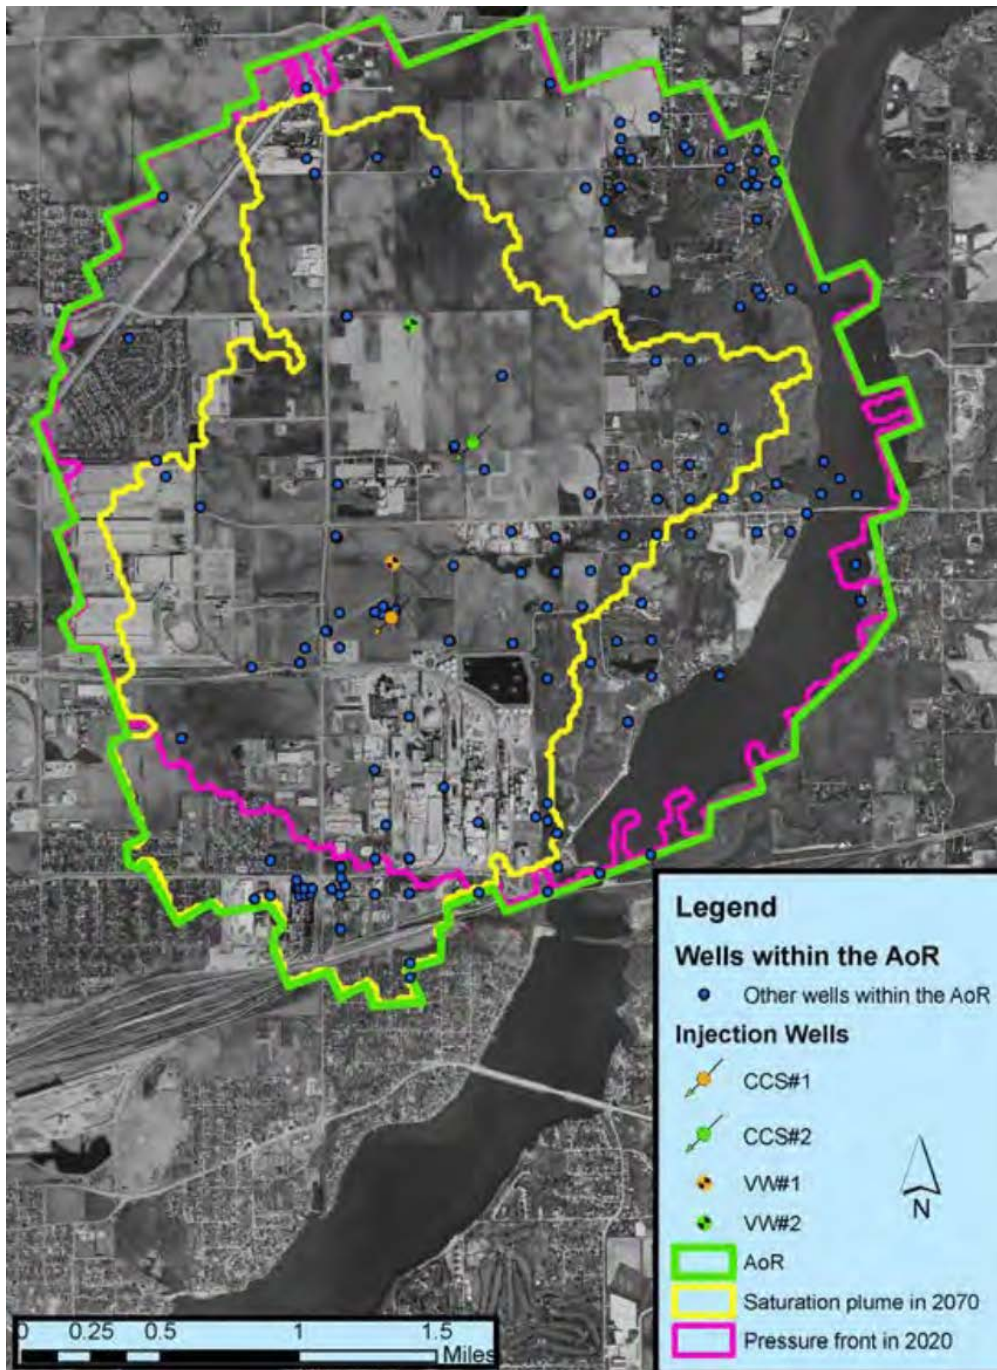 Legend
Wells within the AoR
Other wells within the AoR
Injection Wells
CCS#1
CCS#2
VW#1
VW#2
N
AoR
Saturation plume in 2070
Pressure front in 2020
0 0.25 0.5 1 1.5
Miles